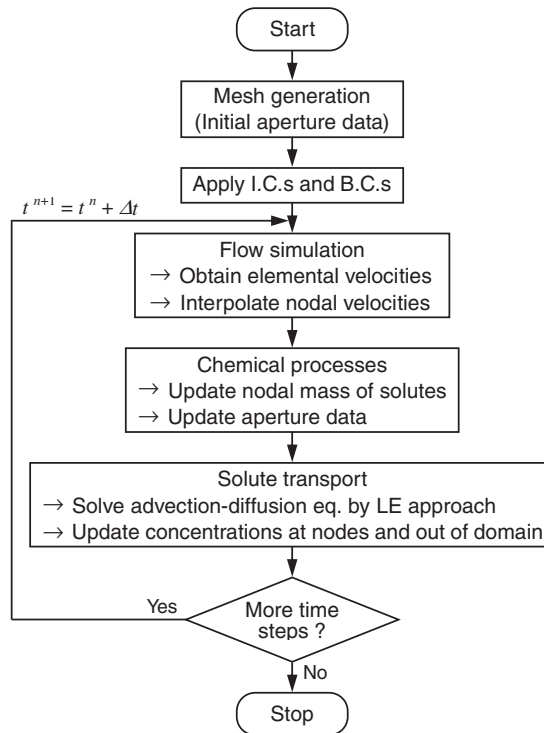 Start
Mesh generation
(Initial aperture data)
Apply I.C.s and B.C.s
t^{n+1} = t^n + Δt
Flow simulation
→ Obtain elemental velocities
→ Interpolate nodal velocities
Chemical processes
→ Update nodal mass of solutes
→ Update aperture data
Solute transport
→ Solve advection-diffusion eq. by LE approach
→ Update concentrations at nodes and out of domain
Yes
More time
steps ?
No
Stop